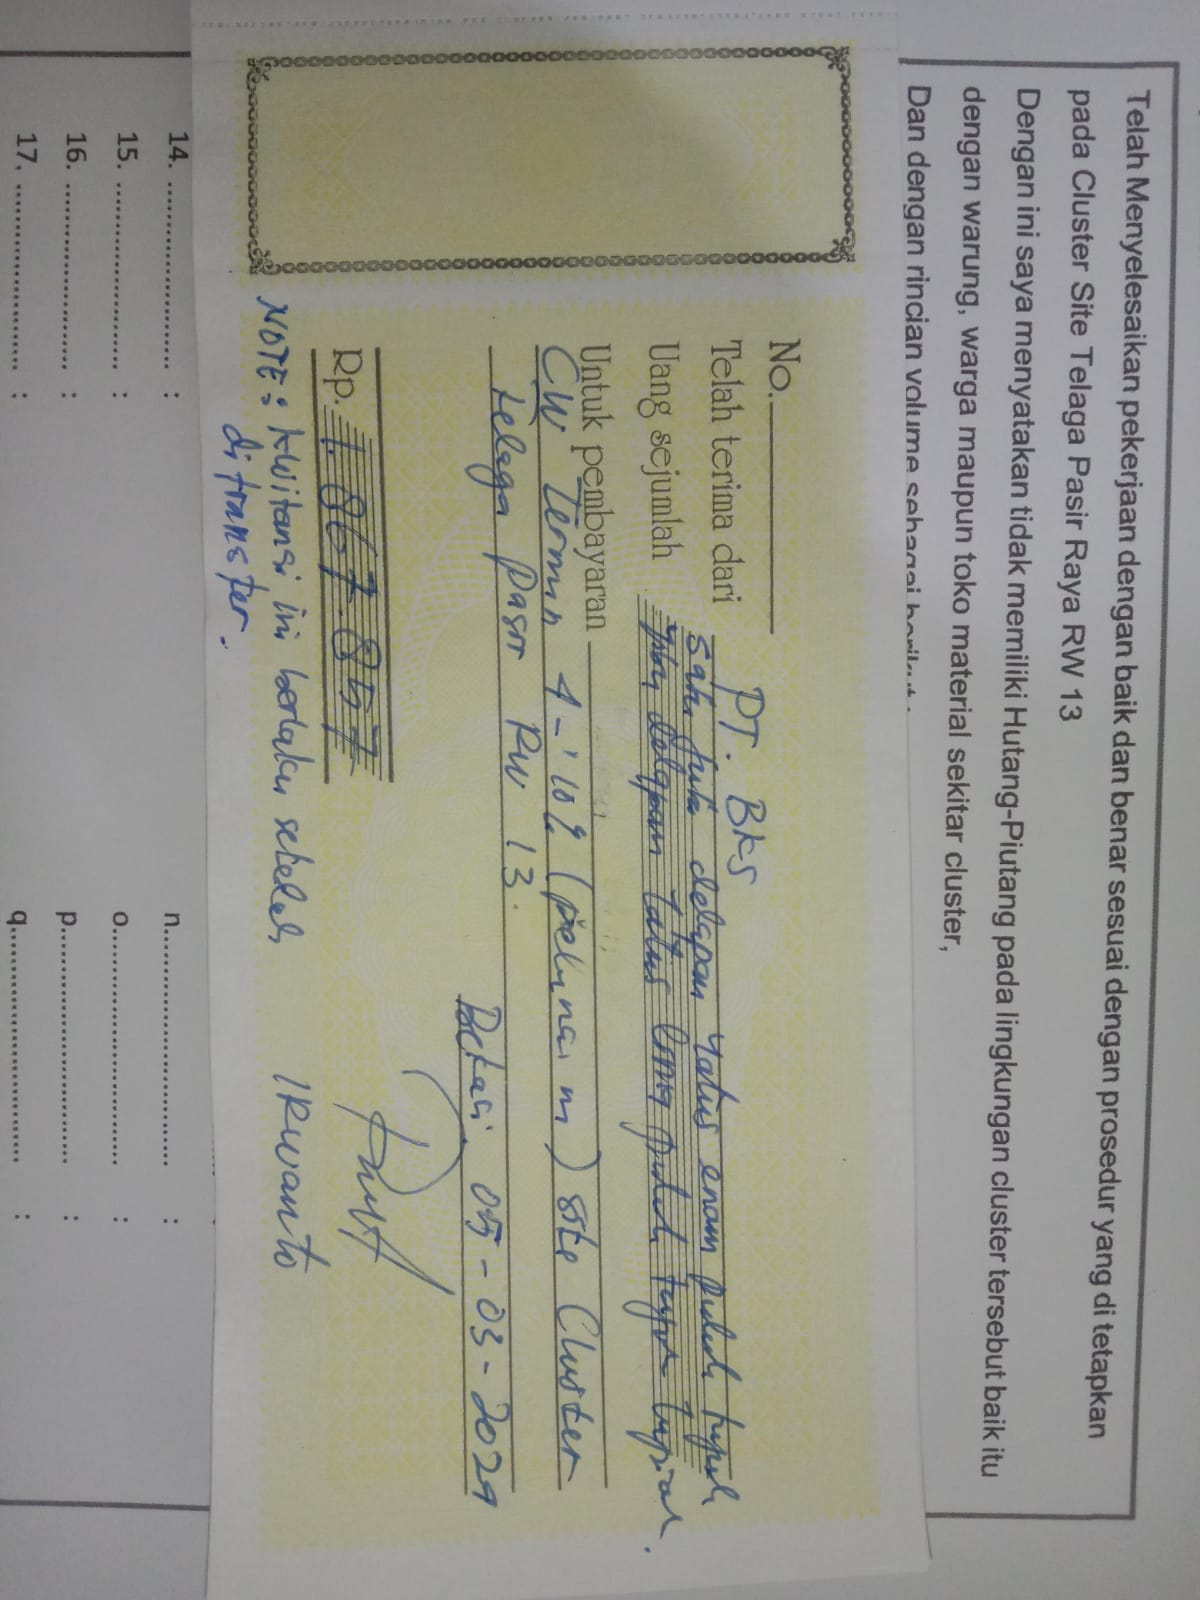 Telah Menyelesaikan pekerjaan dengan baik dan benar sesuai dengan prosedur yang di tetapkan
pada Cluster Site Telaga Pasir Raya RW 13
Dengan ini saya menyatakan tidak memiliki Hutang-Piutang pada lingkungan cluster tersebut baik itu
dengan warung, warga maupun toko material sekitar cluster,
Dan dengan rincian volume sebagai berikut :
No.
Telah terima dari PT. BKS
Uang sejumlah satu juta delapan ratus enam puluh tujuh
ribu delapan ratus lima puluh tujuh rupiah.
Untuk pembayaran
CW Termin 4 - 10% (pelunasan) site Cluster
Telaga Pasir RW 13.
Bekasi, 05-03-2024
Rp. 1.867.857
NOTE: Kwitansi ini berlaku setelah
di transfer.
IRWANTO
14. .................... : n.................... :
15. .................... : o.................... :
16. .................... : p.................... :
17. .................... : q.................... :